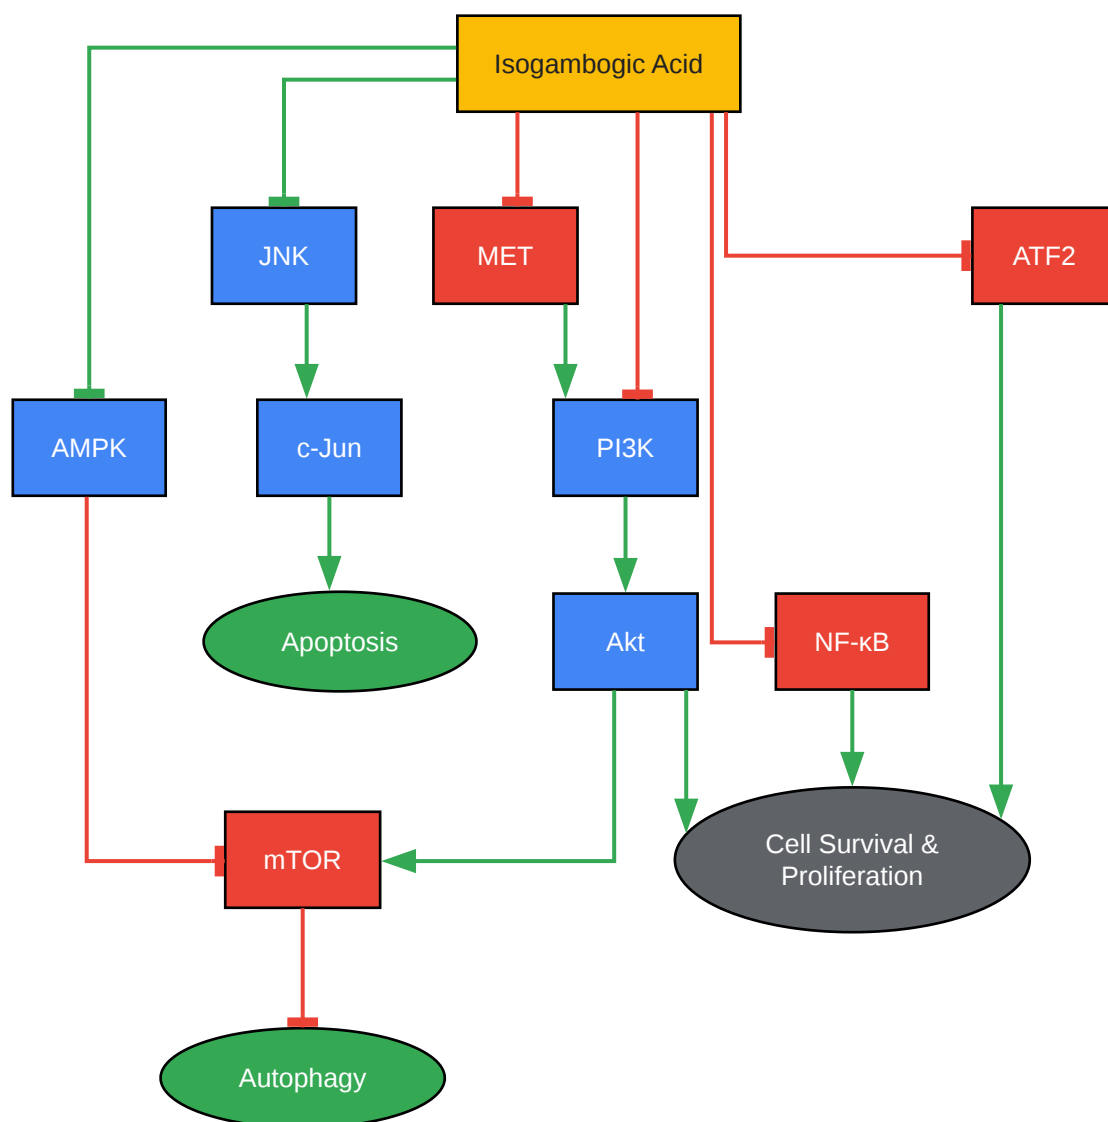 Isogambogic Acid
JNK
MET
ATF2
AMPK
c-Jun
PI3K
Apoptosis
Akt
NF-κB
mTOR
Cell Survival &
Proliferation
Autophagy